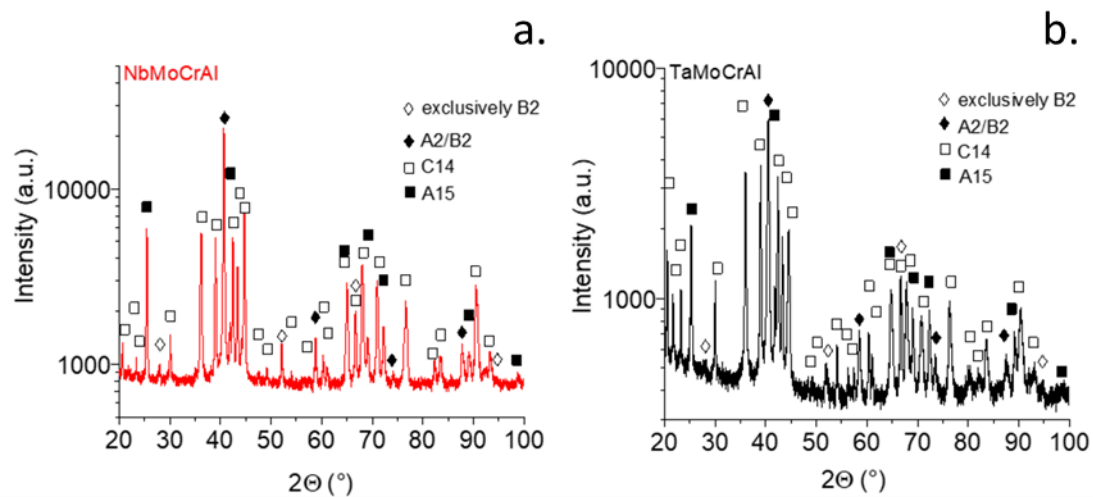 a.
NbMoCrAl
exclusively B2
A2/B2
C14
A15
10000
1000
Intensity (a.u.)
20 30 40 50 60 70 80 90 100
2Θ (°)
b.
10000
TaMoCrAl
exclusively B2
A2/B2
C14
A15
1000
Intensity (a.u.)
20 30 40 50 60 70 80 90 100
2Θ (°)